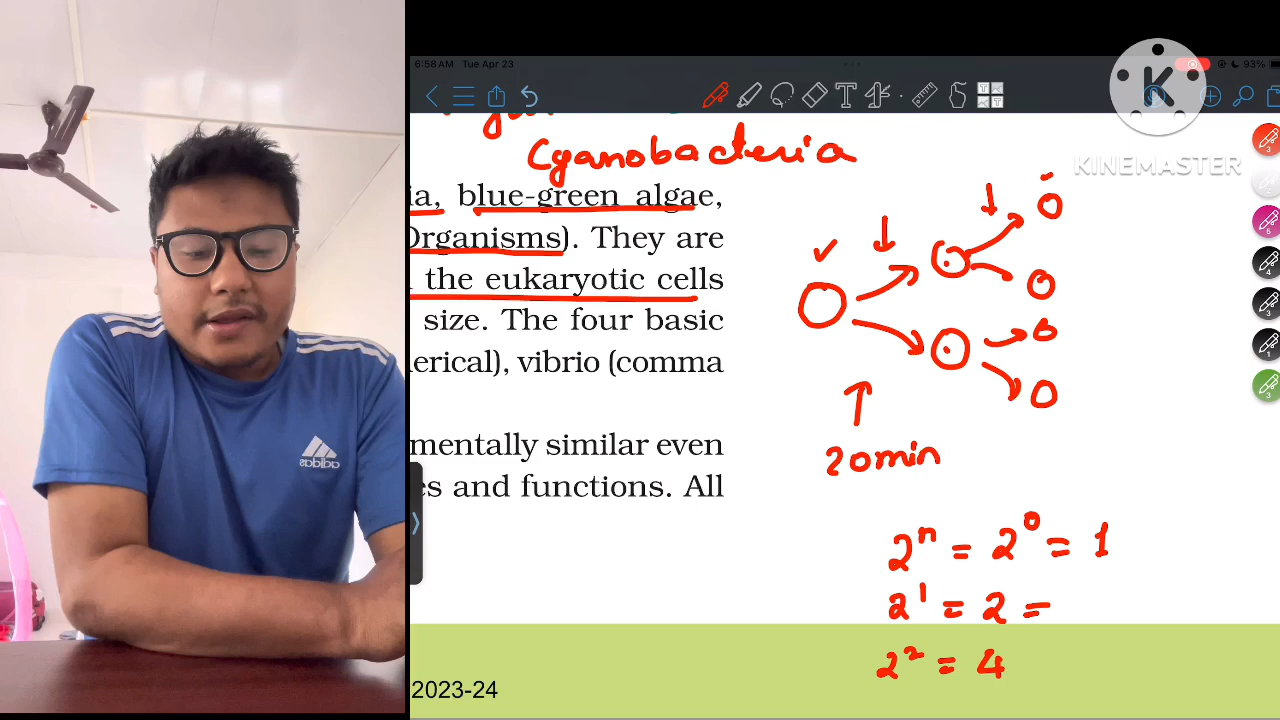 6:58AM Tue Apr 23
93%
KINEMASTER
Cyanobacteria
ia, blue-green algae,
Organisms). They are
the eukaryotic cells
size. The four basic
erical), vibrio (comma
mentally similar even
es and functions. All
20min
2ⁿ = 2⁰ = 1
2¹ = 2 =
2² = 4
2023-24
adidas